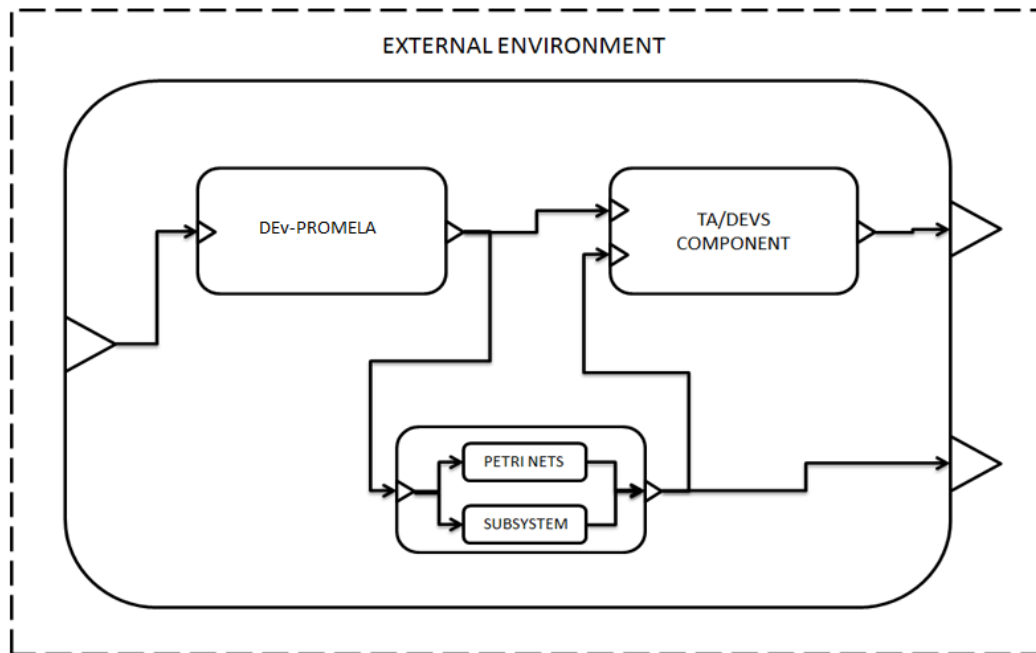 EXTERNAL ENVIRONMENT
DEv-PROMELA
TA/DEVS
COMPONENT
PETRI NETS
SUBSYSTEM